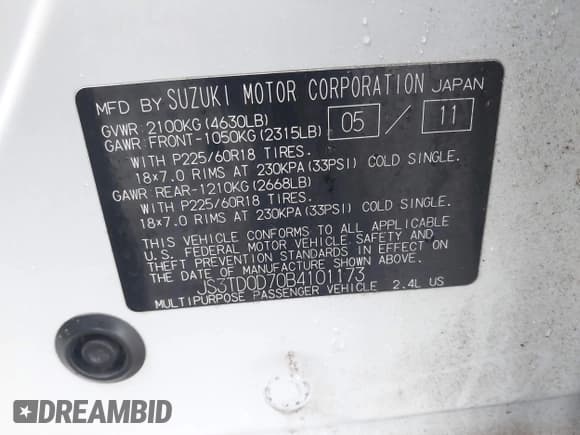 MFD BY SUZUKI MOTOR CORPORATION JAPAN
GVWR 2100KG(4630LB)
GAWR FRONT-1050KG(2315LB) 05 / 11
WITH P225/60R18 TIRES.
18×7.0 RIMS AT 230KPA(33PSI) COLD SINGLE.
GAWR REAR-1210KG(2668LB)
WITH P225/60R18 TIRES.
18×7.0 RIMS AT 230KPA(33PSI) COLD SINGLE.
THIS VEHICLE CONFORMS TO ALL APPLICABLE
U.S. FEDERAL MOTOR VEHICLE SAFETY AND
THEFT PREVENTION STANDARDS IN EFFECT ON
THE DATE OF MANUFACTURE SHOWN ABOVE.
JS3TD0D70B4101173
MULTIPURPOSE PASSENGER VEHICLE 2.4L US
DREAMBID